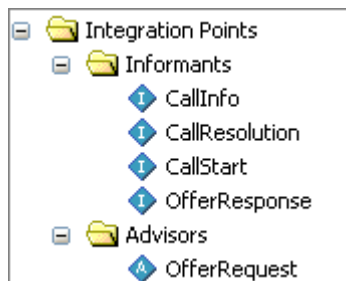 Integration Points
Informants
I CallInfo
I CallResolution
I CallStart
I OfferResponse
Advisors
A OfferRequest